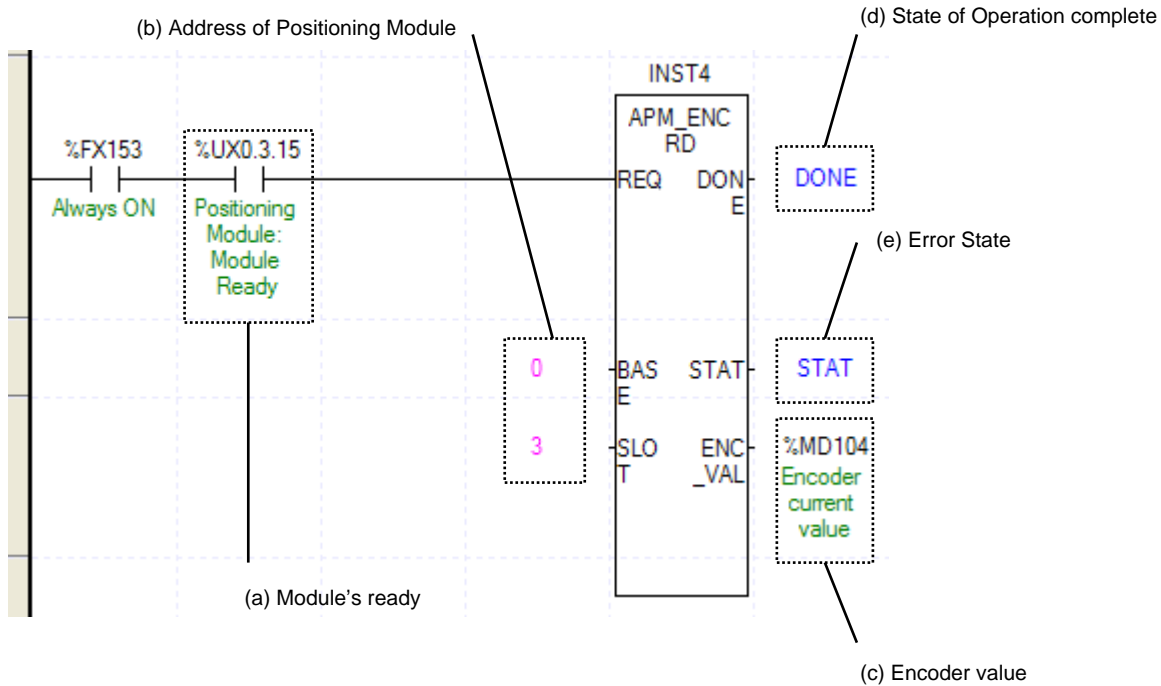 (d) State of Operation complete
(b) Address of Positioning Module
INST4
APM_ENC
RD
%FX153
%UX0.3.15
REQ
DON
E
DONE
Always ON
Positioning
Module:
Module
Ready
(e) Error State
0
BAS
E
STAT
STAT
3
SLO
T
ENC
_VAL
%MD104
Encoder
current
value
(a) Module's ready
(c) Encoder value